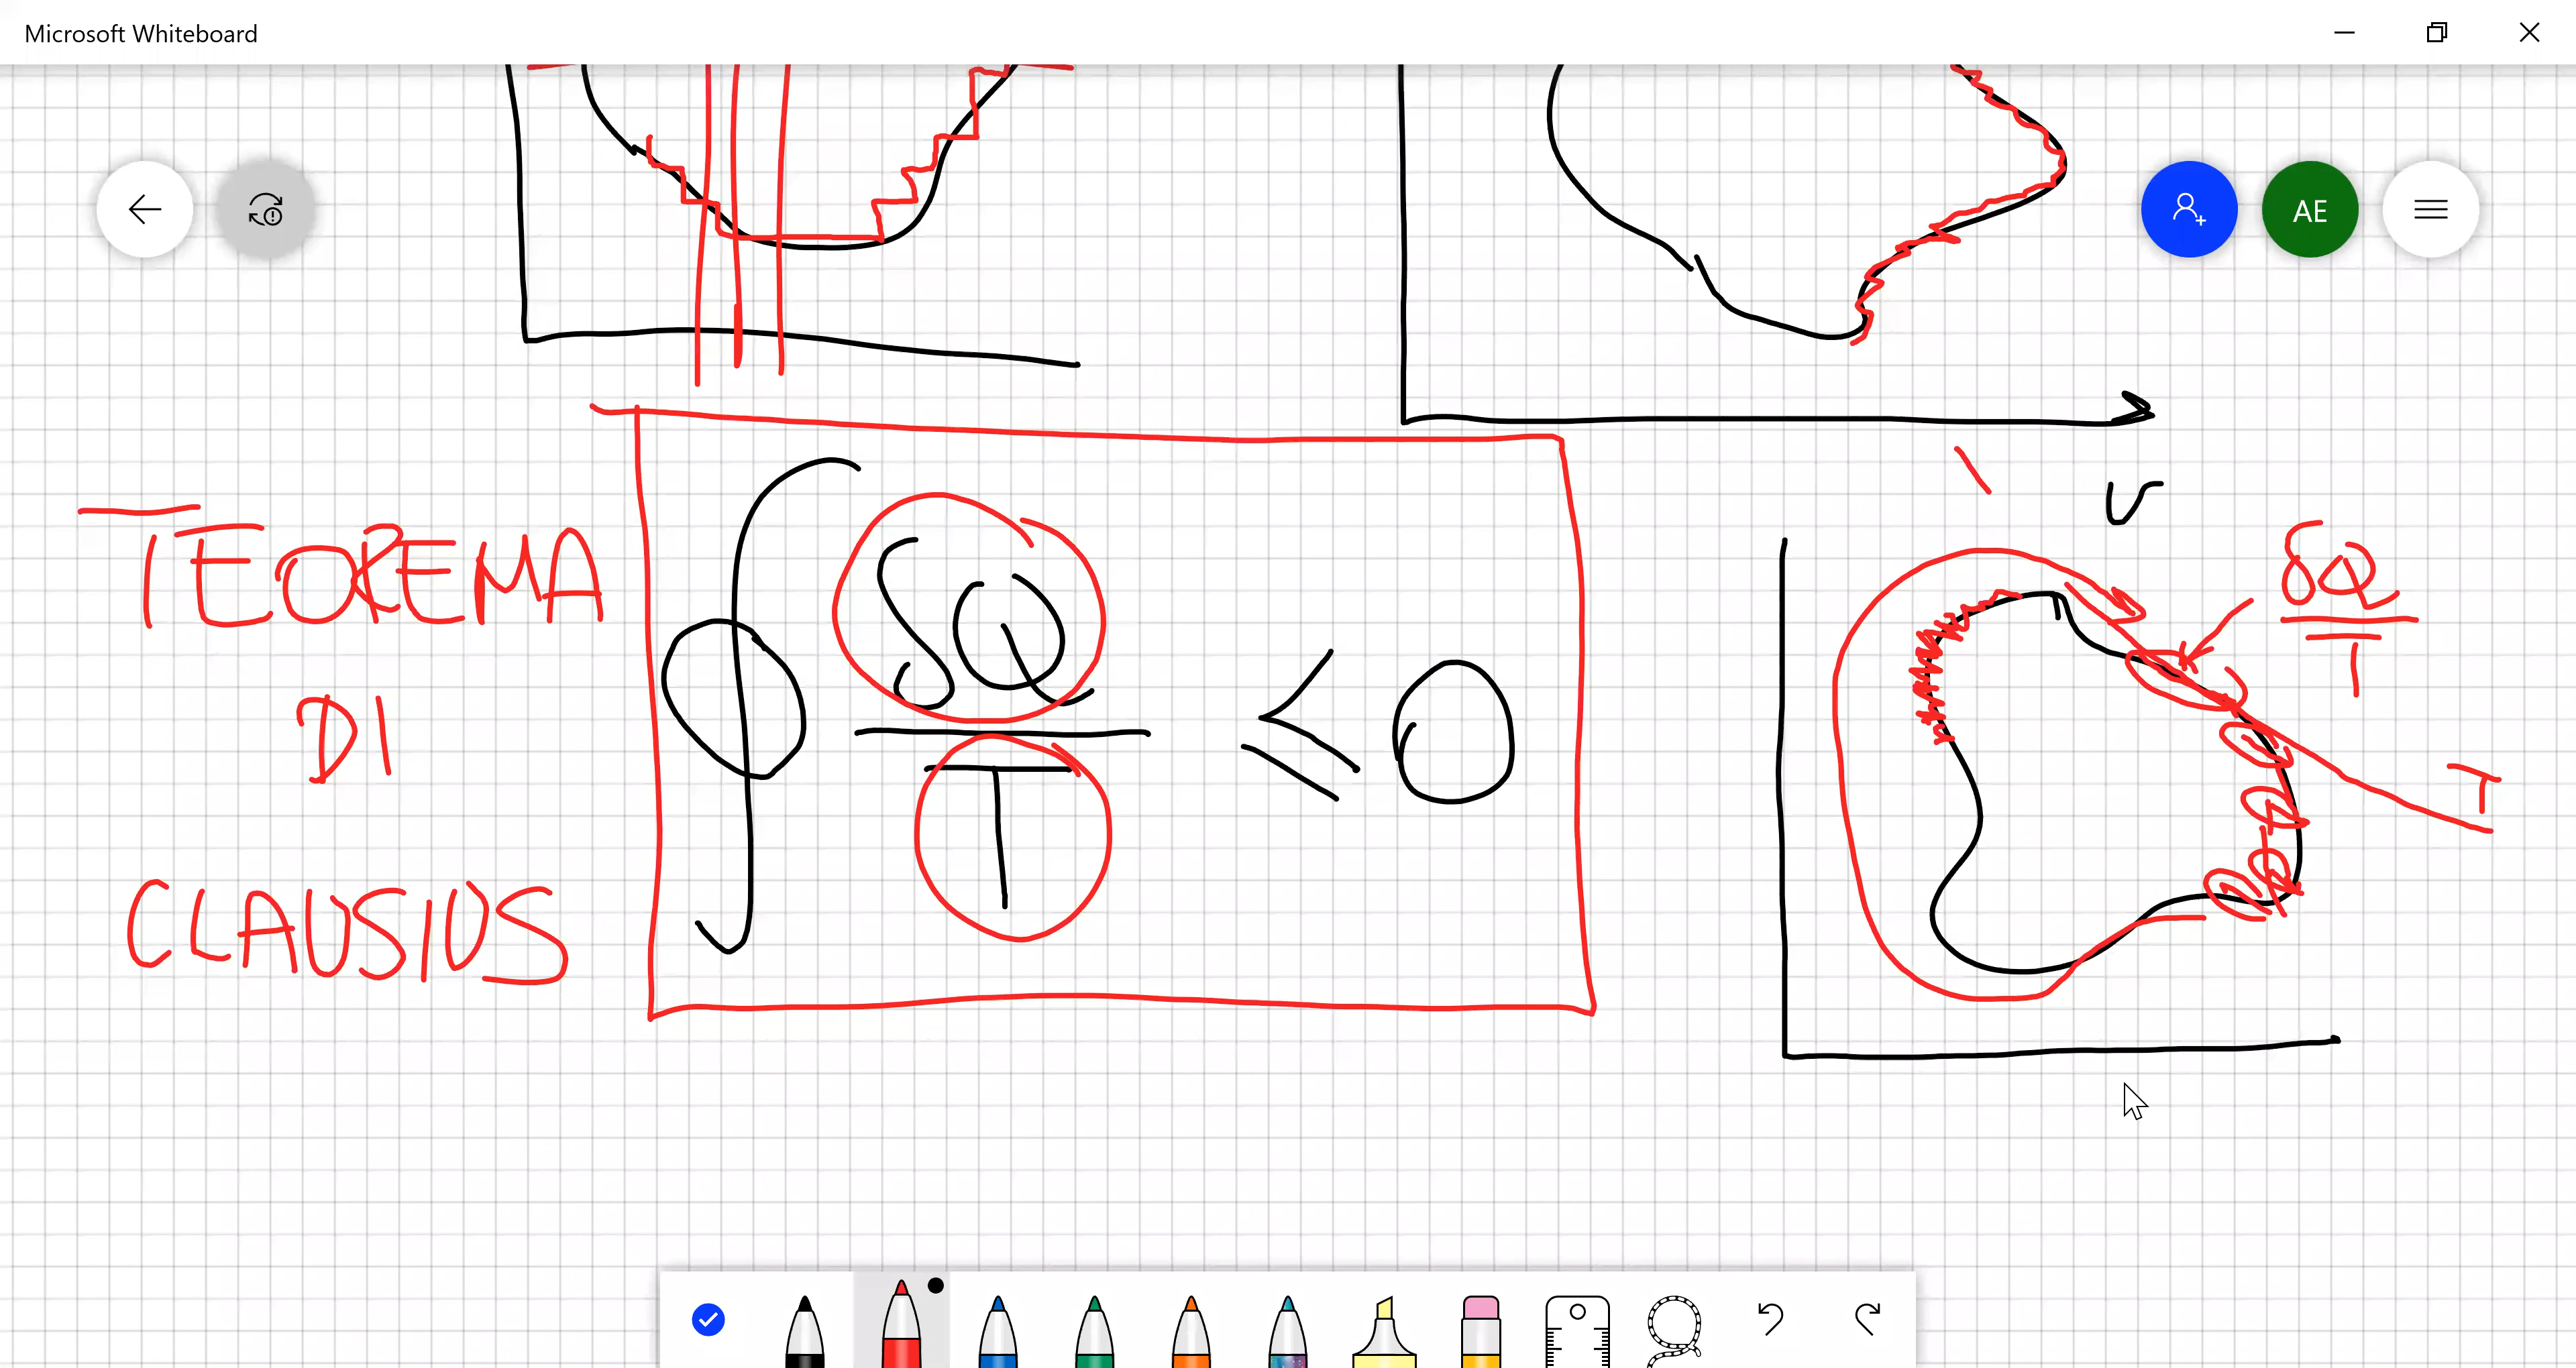 Microsoft Whiteboard
AE
v
TEOREMA
DI
CLAUSIUS
∮ δQ / T ≤ 0
δQ / T
T